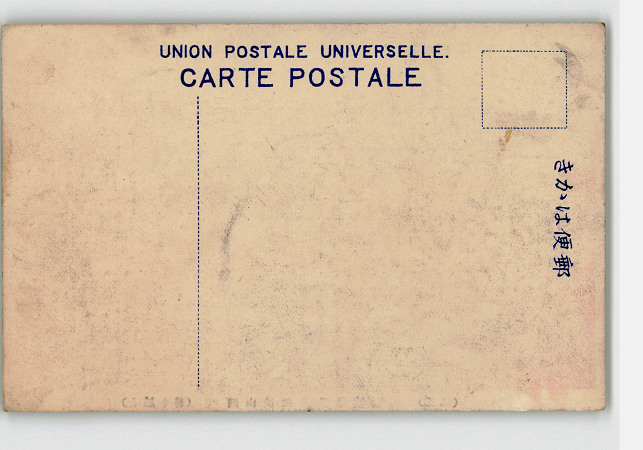 UNION POSTALE UNIVERSELLE.
CARTE POSTALE
きかは便郵